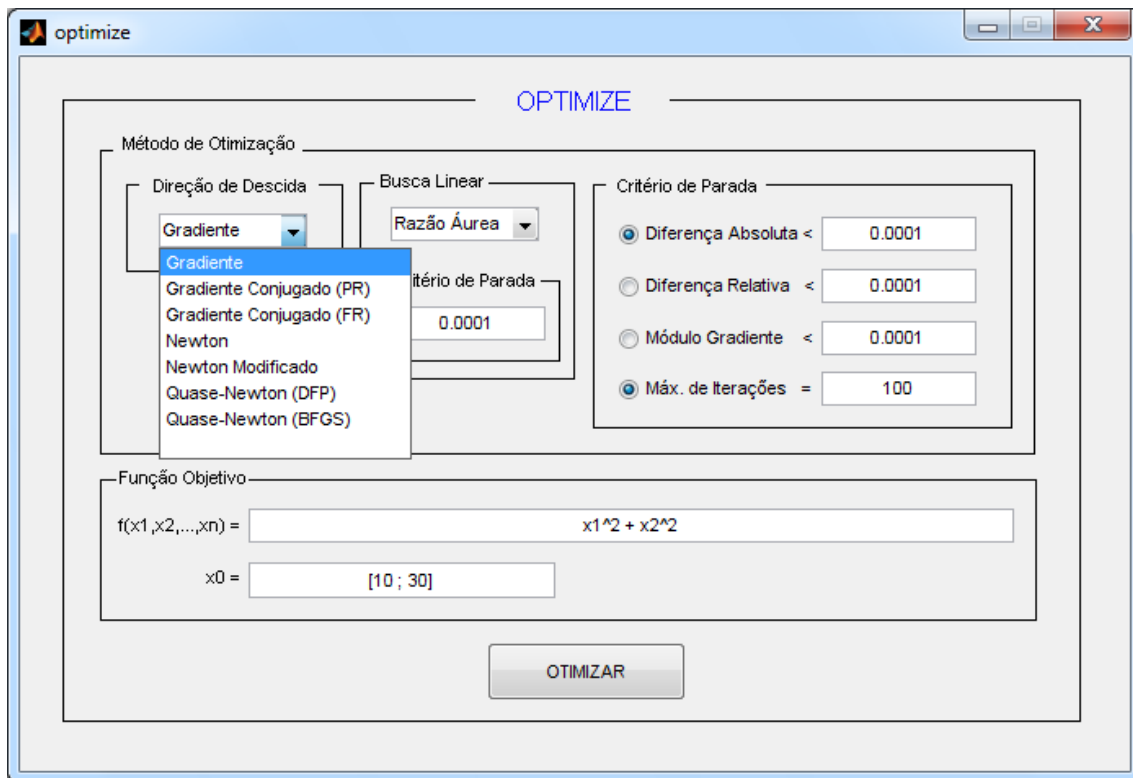 optimize
OPTIMIZE
Método de Otimização
Direção de Descida
Gradiente
Gradiente
Gradiente Conjugado (PR)
Gradiente Conjugado (FR)
Newton
Newton Modificado
Quase-Newton (DFP)
Quase-Newton (BFGS)
Busca Linear
Razão Áurea
itério de Parada
0.0001
Critério de Parada
Diferença Absoluta < 0.0001
Diferença Relativa < 0.0001
Módulo Gradiente < 0.0001
Máx. de Iterações = 100
Função Objetivo
f(x1,x2,...,xn) = x1^2 + x2^2
x0 = [10 ; 30]
OTIMIZAR